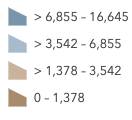 > 6,855 – 16,645
> 3,542 – 6,855
> 1,378 – 3,542
0 – 1,378